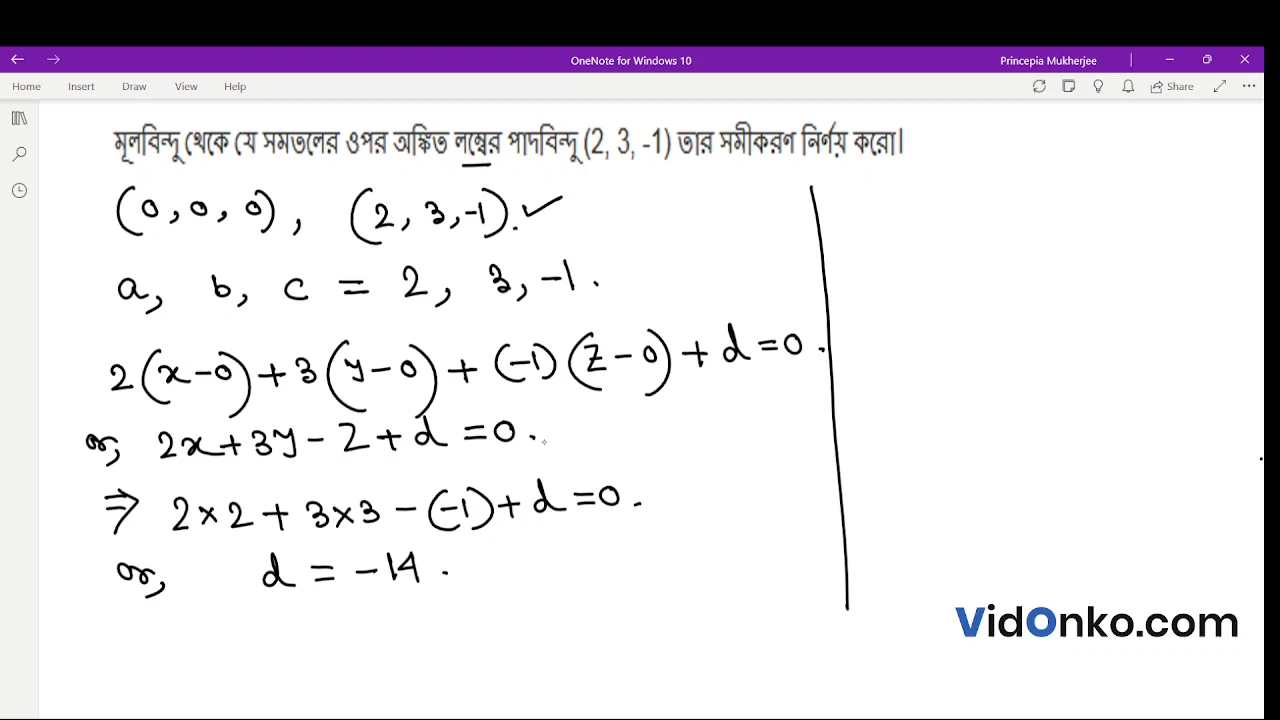 OneNote for Windows 10
Princepia Mukherjee
Home Insert Draw View Help
Share
মূলবিন্দু থেকে যে সমতলের ওপর অঙ্কিত লম্বের পাদবিন্দু (2, 3, -1) তার সমীকরণ নির্ণয় করো।
(0, 0, 0), (2, 3, -1). ✓
a, b, c = 2, 3, -1.
2(x-0)+3(y-0)+(-1)(z-0)+d=0.
or, 2x+3y-z+d=0.
⇒ 2×2+3×3-(-1)+d=0.
or, d=-14.
VidOnko.com